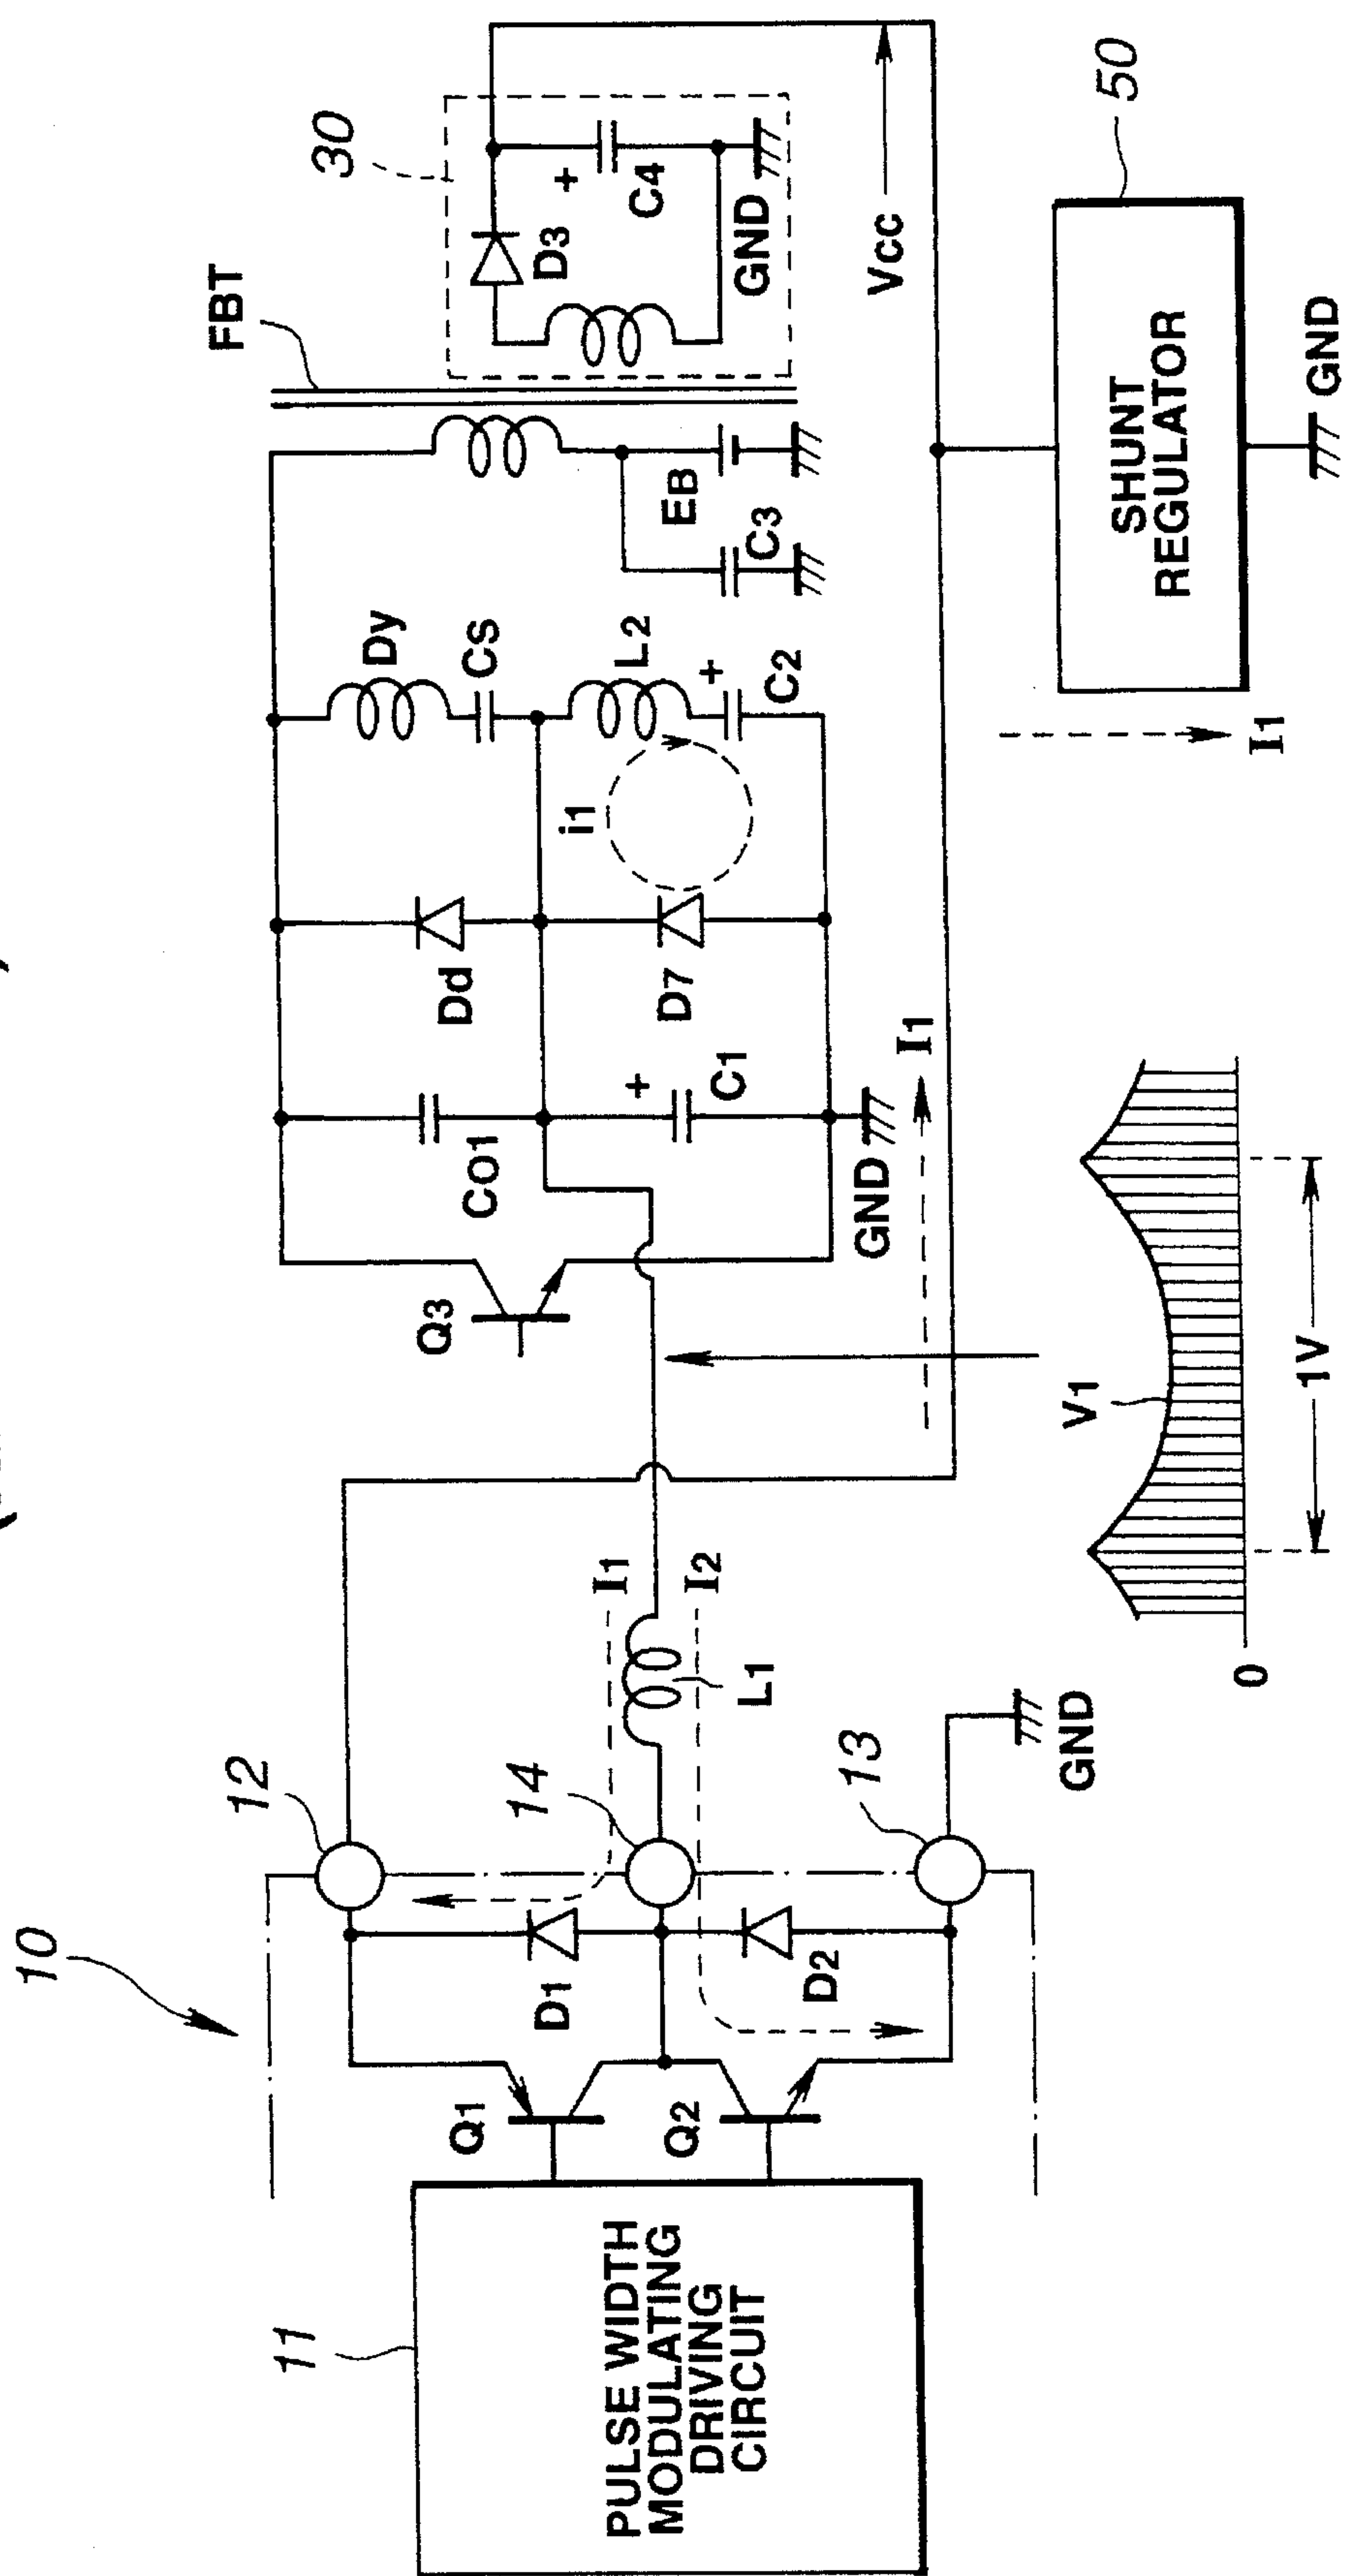 10
11
PULSE WIDTH
MODULATING
DRIVING
CIRCUIT
Q1
Q2
D1
D2
12
14
13
GND
I1
I2
L1
Q3
CO1
C1
+
GND
Dd
D7
i1
Dy
CS
L2
+
C2
FBT
EB
C3
30
D3
+
C4
GND
Vcc
I1
V1
1V
0
I1
SHUNT
REGULATOR
50
GND